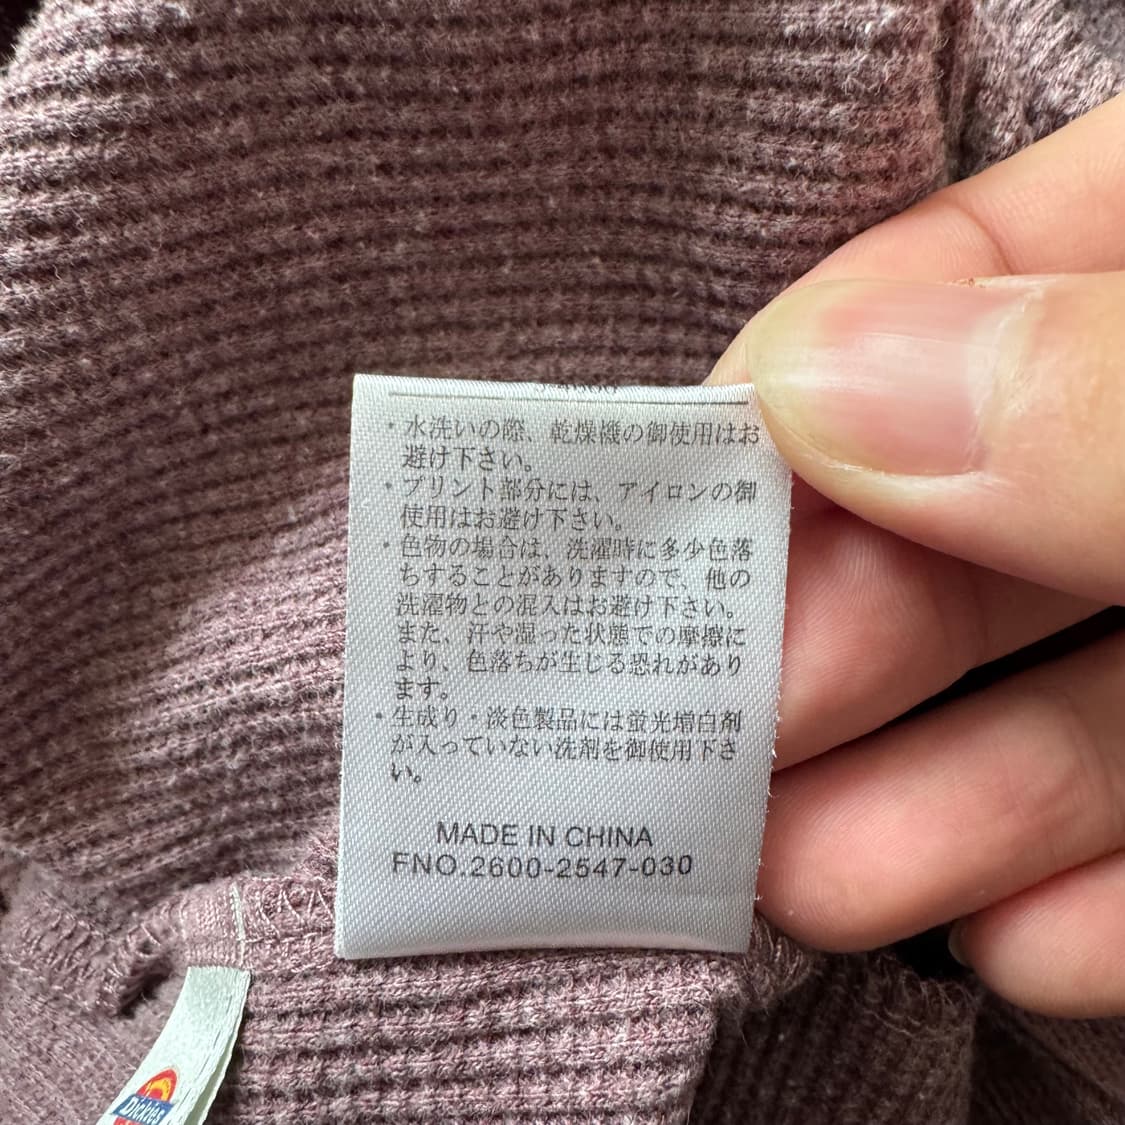 ・水洗いの際、乾燥機の御使用はお
避け下さい。
・プリント部分には、アイロンの御
使用はお避け下さい。
・色物の場合は、洗濯時に多少色落
ちすることがありますので、他の
洗濯物との混入はお避け下さい。
また、汗や湿った状態での摩擦に
より、色落ちが生じる恐れがあり
ます。
・生成り・淡色製品には蛍光増白剤
が入っていない洗剤を御使用下さ
い。
MADE IN CHINA
FNO.2600-2547-030
Dickies